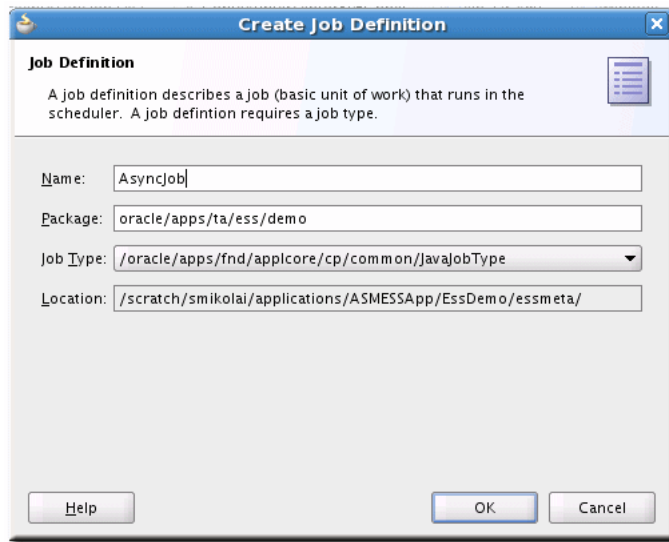 Create Job Definition
Job Definition
A job definition describes a job (basic unit of work) that runs in the
scheduler. A job defintion requires a job type.
Name: AsyncJob
Package: oracle/apps/ta/ess/demo
Job Type: /oracle/apps/fnd/applcore/cp/common/JavaJobType
Location: /scratch/smikolai/applications/ASMESSApp/EssDemo/essmeta/
Help OK Cancel